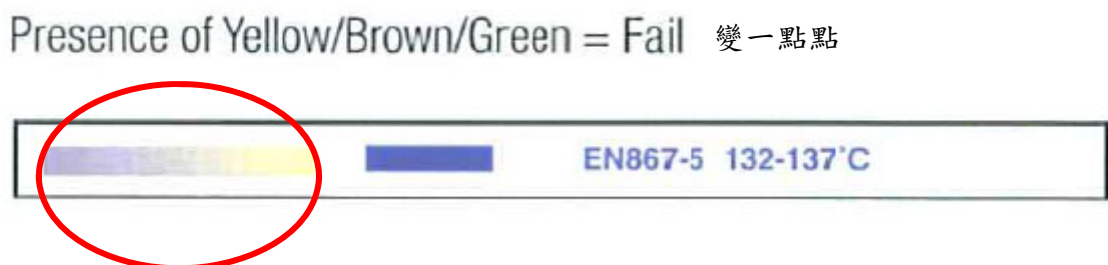 Presence of Yellow/Brown/Green = Fail 變一點點
EN867-5 132-137°C